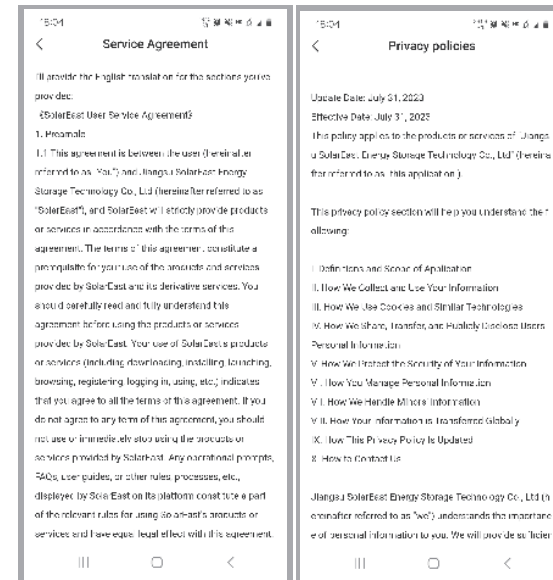 15:04
Service Agreement
I'll provide the English translation for the sections you've
provided:
《SolarEast User Service Agreement》
1. Preamble
1.1 This agreement is between the user (hereinafter
referred to as "You") and Jiangsu SolarEast Energy
Storage Technology Co., Ltd (hereinafter referred to as
"SolarEast"), and SolarEast will strictly provide products
or services in accordance with the terms of this
agreement. The terms of this agreement constitute a
prerequisite for your use of the products and services
provided by SolarEast and its derivative services. You
should carefully read and fully understand this
agreement before using the products or services
provided by SolarEast. Your use of SolarEast's products
or services (including downloading, installing, launching,
browsing, registering, logging in, using, etc.) indicates
that you agree to all the terms of this agreement. If you
do not agree to any term of this agreement, you should
not use or immediately stop using the products or
services provided by SolarEast. Any operational prompts,
FAQs, user guides, or other rules, processes, etc.,
displayed by SolarEast on its platform constitute a part
of the relevant rules for using SolarEast's products or
services and have equal legal effect with this agreement.
15:04
Privacy policies
Update Date: July 31, 2023
Effective Date: July 31, 2023
This policy applies to the products or services of "Jiangs
u SolarEast Energy Storage Technology Co., Ltd" (hereina
fter referred to as "this application").
This privacy policy section will help you understand the f
ollowing:
I. Definitions and Scope of Application
II. How We Collect and Use Your Information
III. How We Use Cookies and Similar Technologies
IV. How We Share, Transfer, and Publicly Disclose Users
Personal Information
V. How We Protect the Security of Your Information
VI. How You Manage Personal Information
VII. How We Handle Minors' Information
VIII. How Your Information is Transferred Globally
IX. How This Privacy Policy Is Updated
X. How to Contact Us
Jiangsu SolarEast Energy Storage Technology Co., Ltd (h
ereinafter referred to as "we") understands the importanc
e of personal information to you. We will provide sufficien